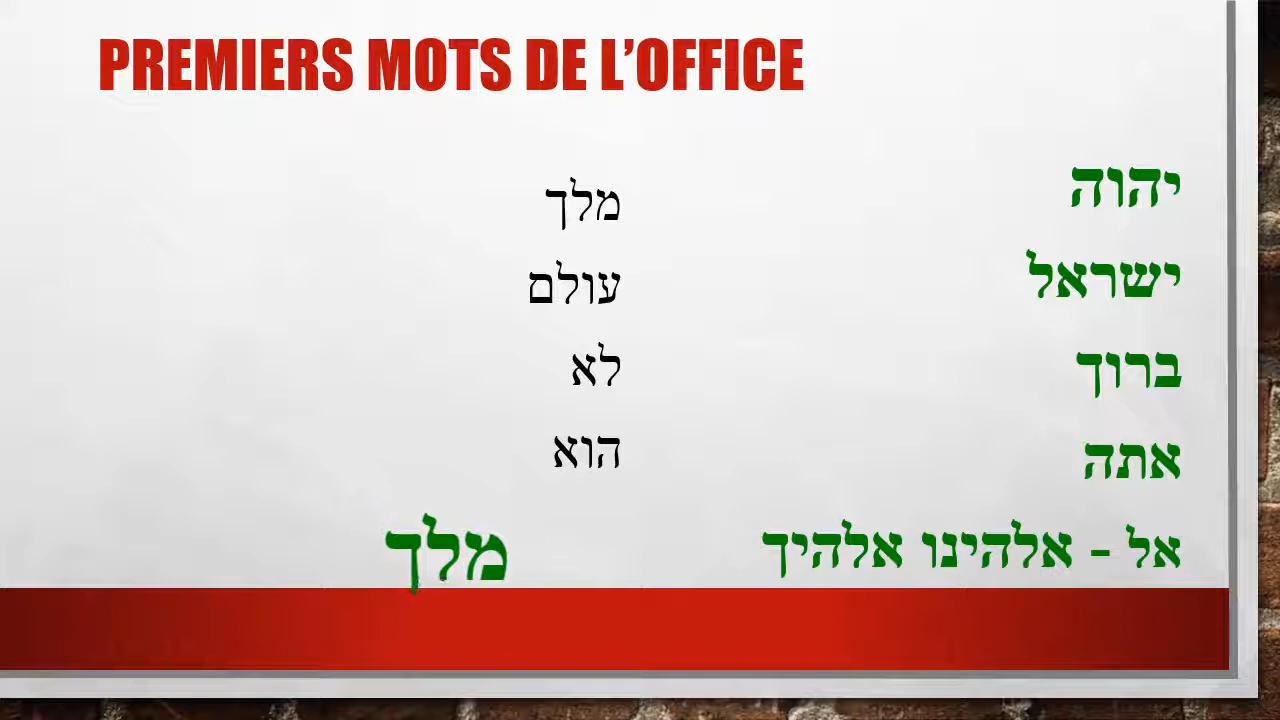 PREMIERS MOTS DE L’OFFICE
יהוה
ישראל
ברוך
אתה
אל - אלהינו אלהיך
מלך
עולם
לא
הוא
מלך